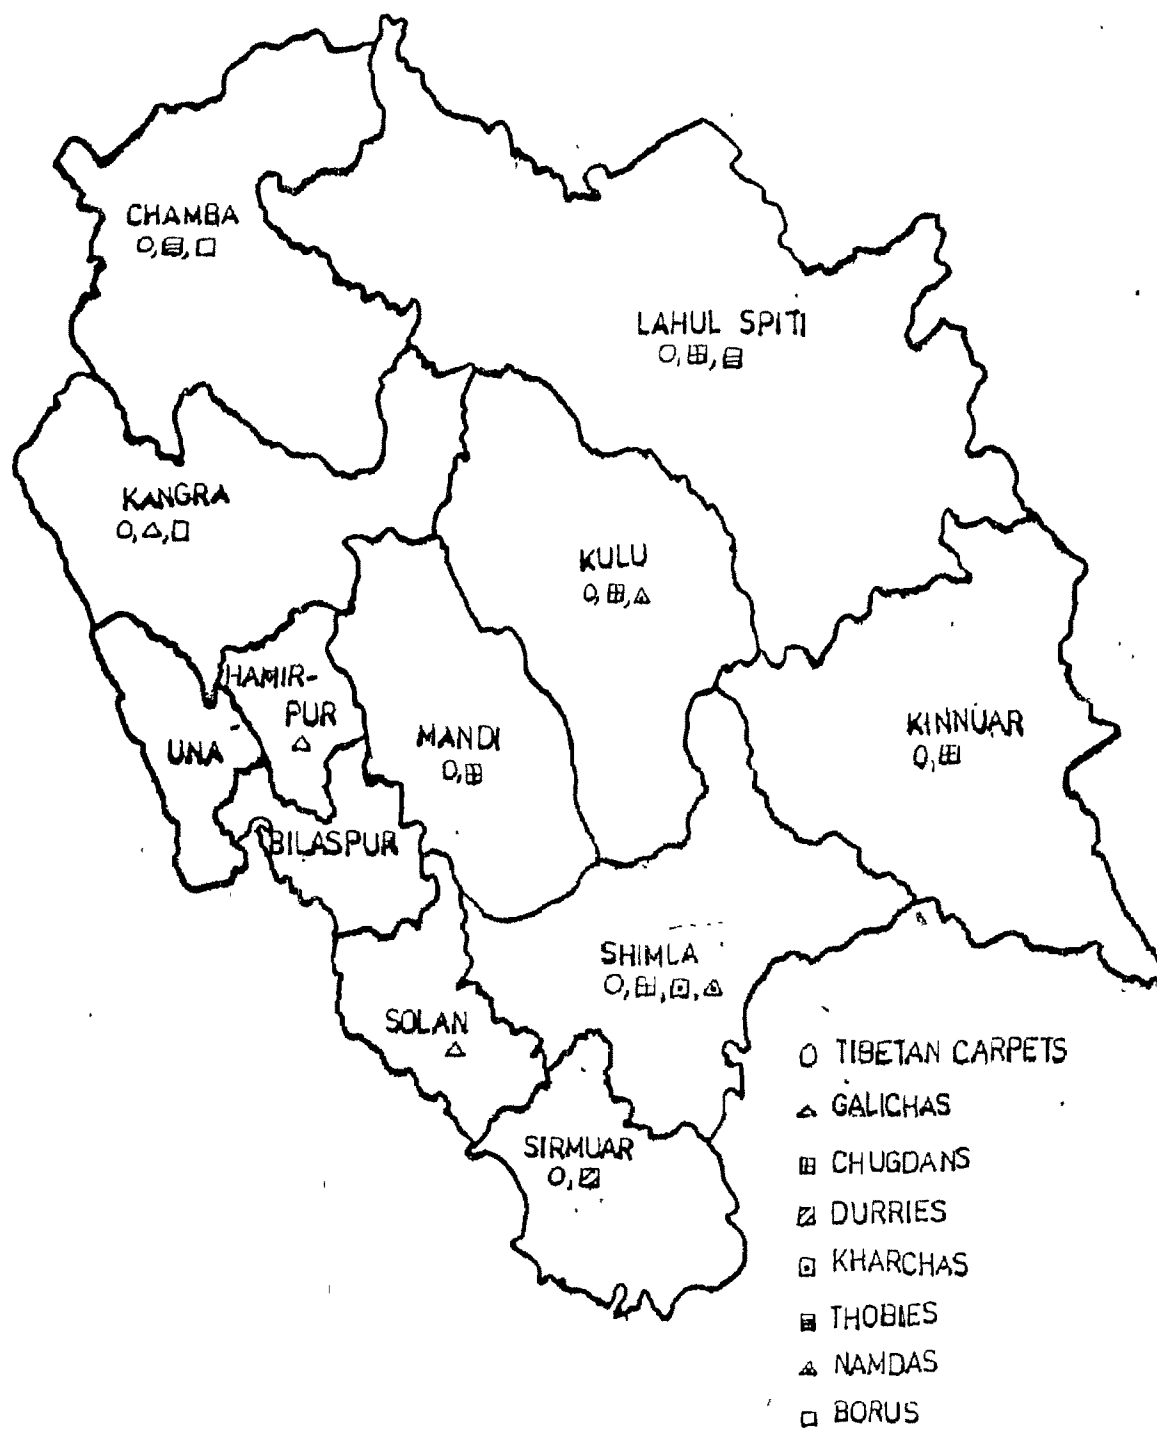 CHAMBA
LAHUL SPITI
KANGRA
KULU
HAMIR-
PUR
UNA
MANDI
KINNUAR
BILASPUR
SHIMLA
SOLAN
SIRMUAR
TIBETAN CARPETS
GALICHAS
CHUGDANS
DURRIES
KHARCHAS
THOBIES
NAMDAS
BORUS